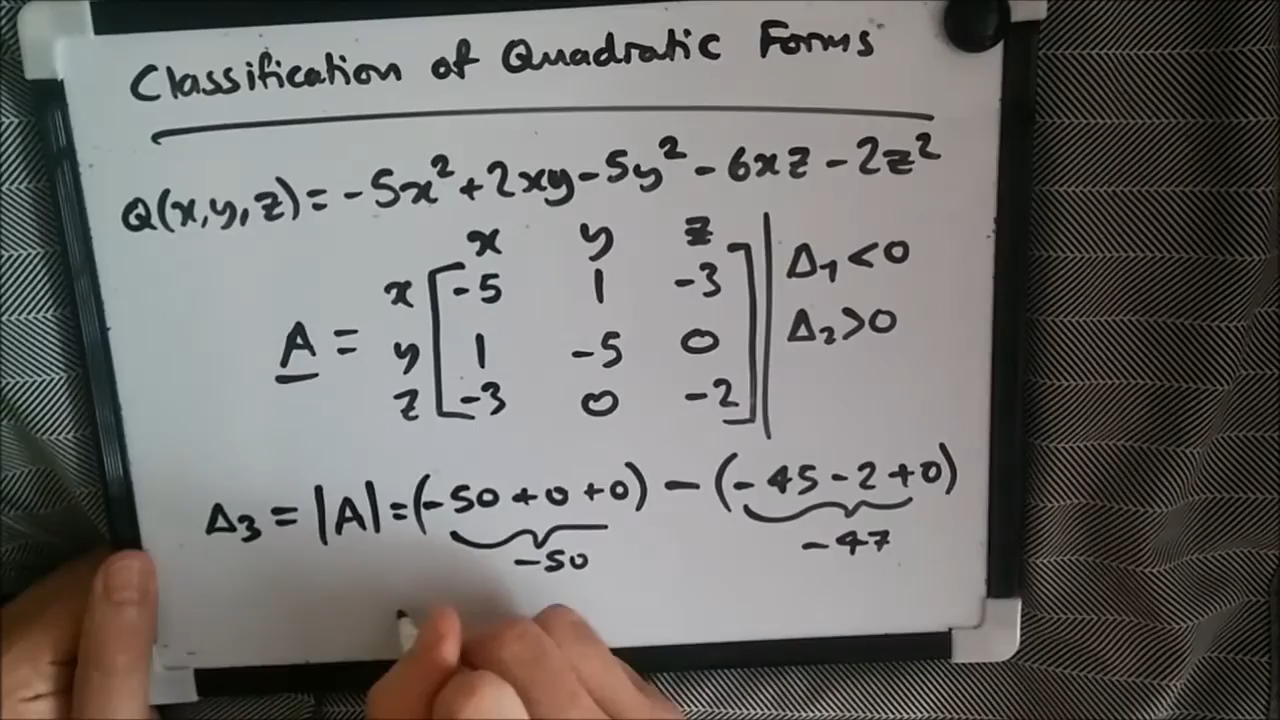 Classification of Quadratic Forms
Q(x,y,z)= -5x²+2xy-5y²-6xz-2z²
x y z
x -5 1 -3
A = y 1 -5 0
z -3 0 -2
Δ₁<0
Δ₂>0
Δ₃ = |A| = (-50+0+0) - (-45-2+0)
-50 -47